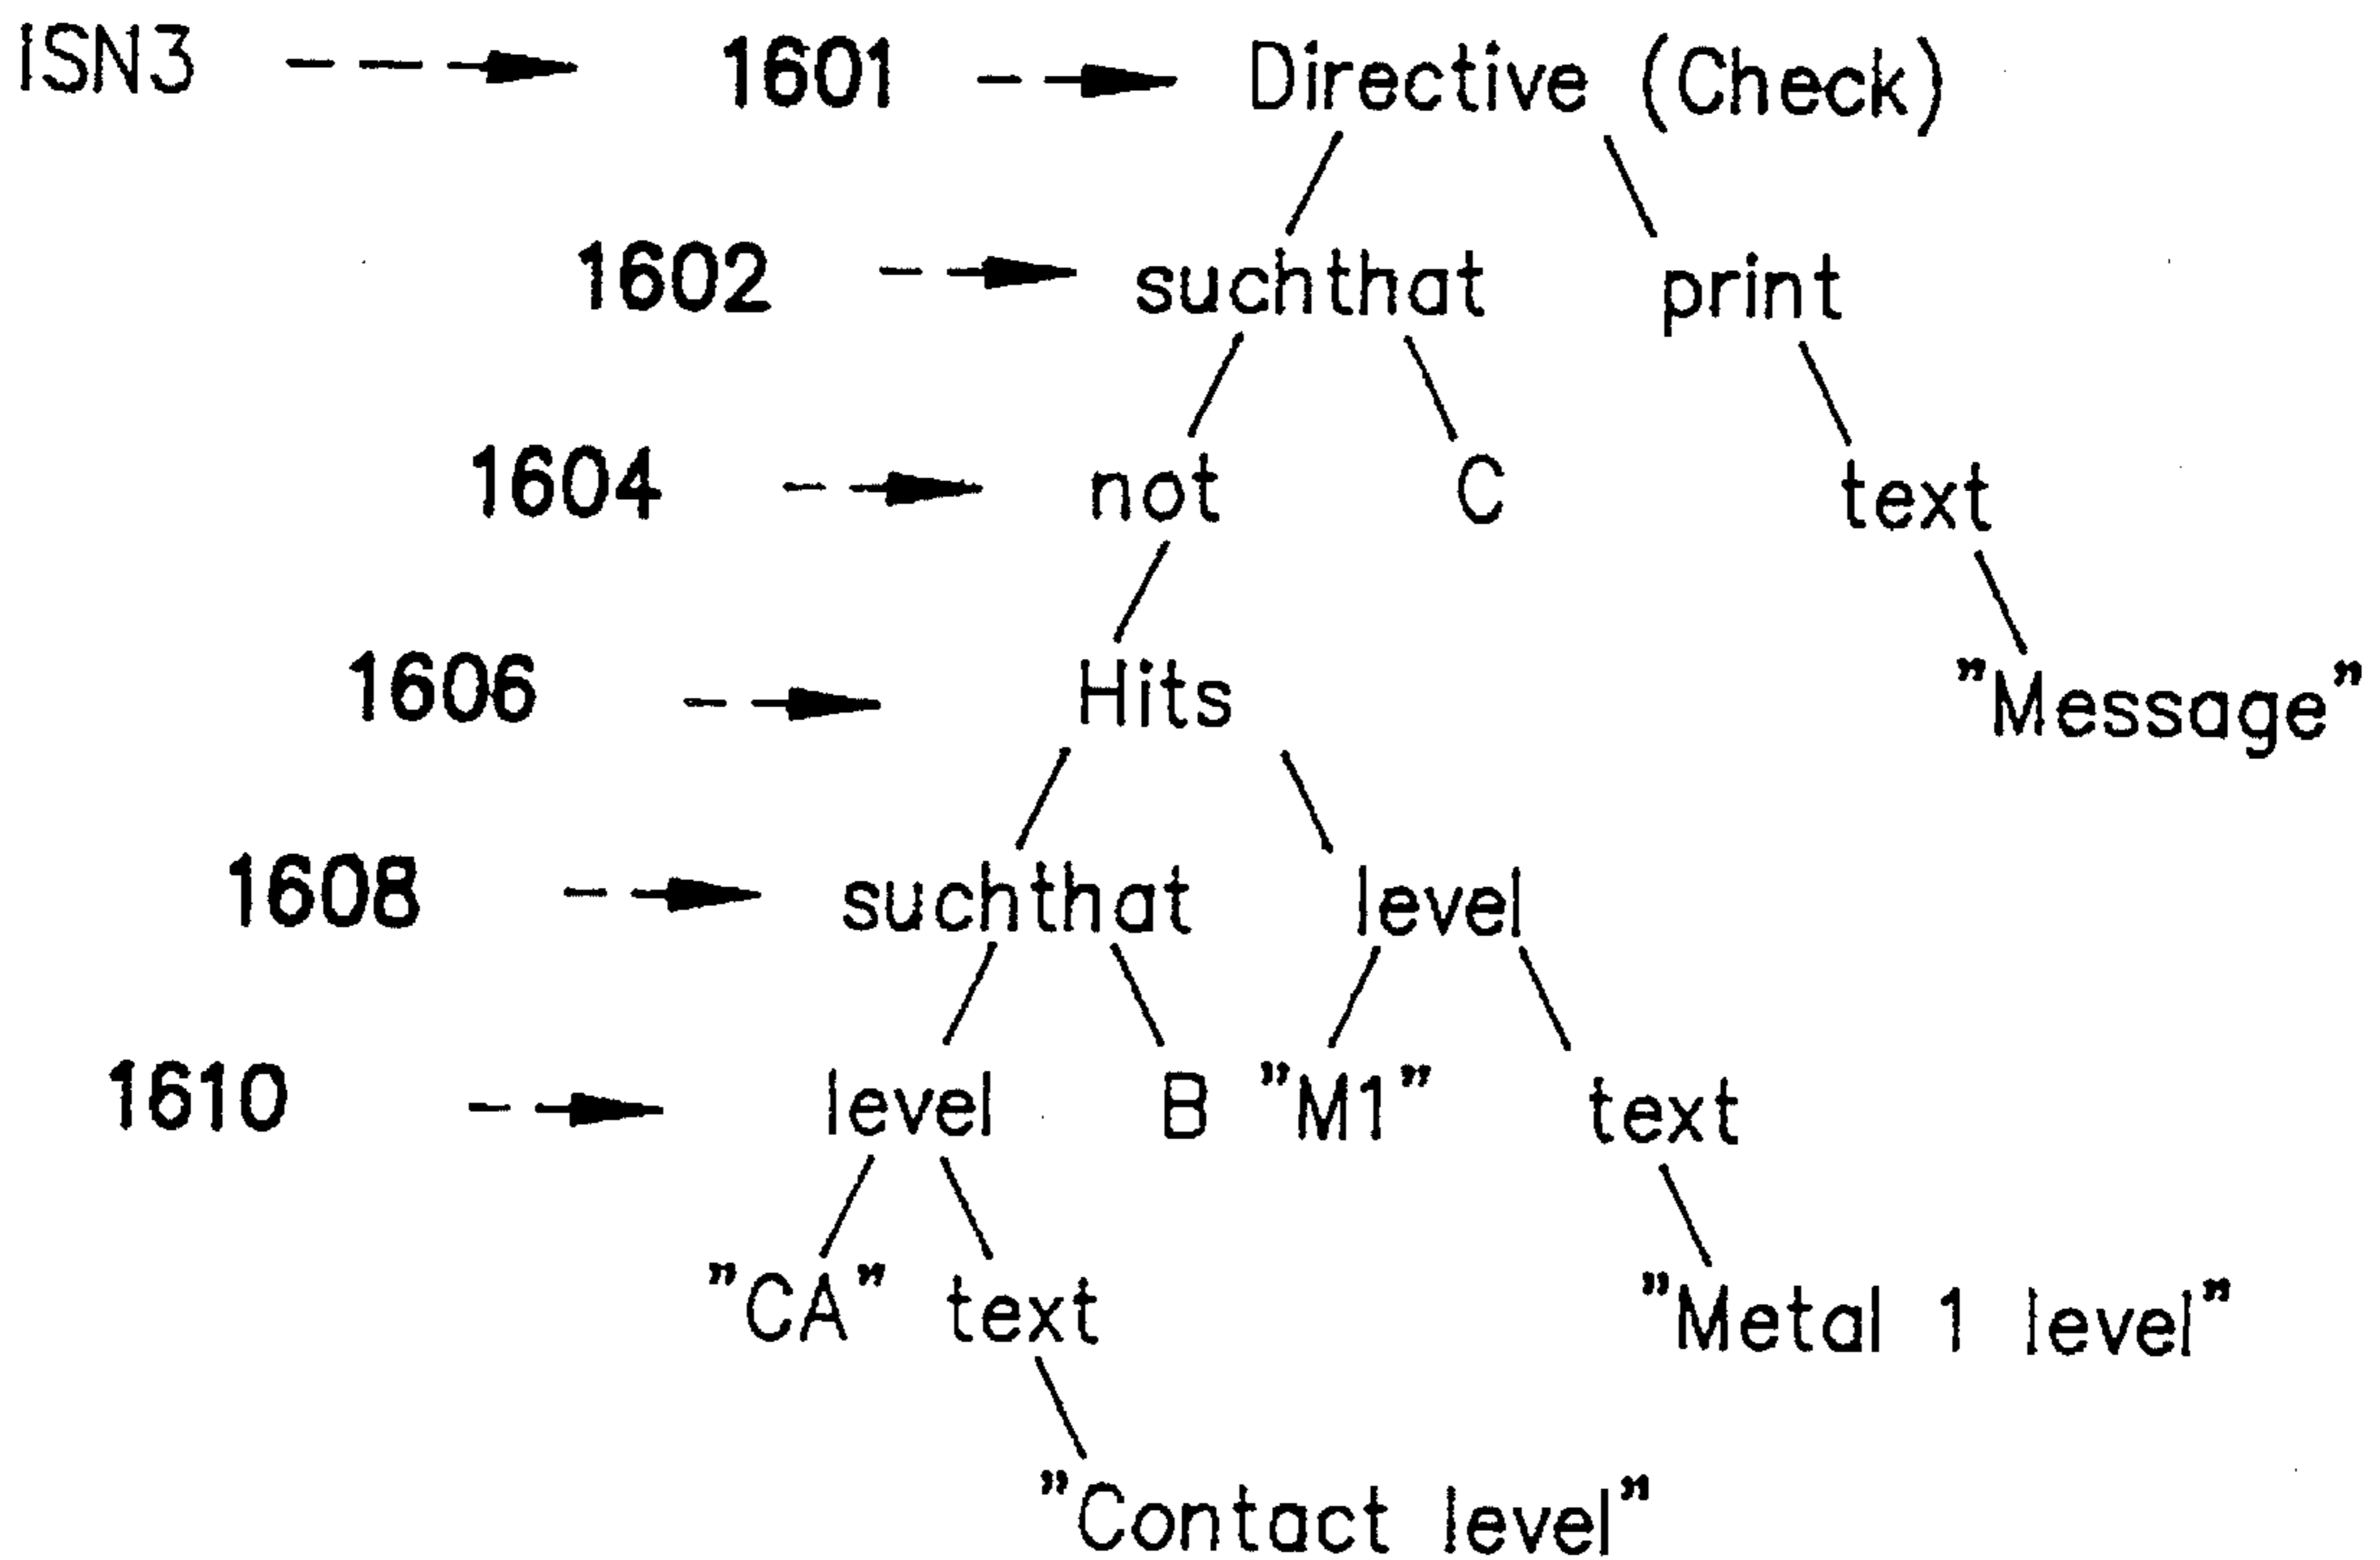 ISN3 1601 Directive (Check)
1602 suchthat print
1604 not C text
1606 Hits "Message"
1608 suchthat level
1610 level B "M1" text
"CA" text "Metal 1 level"
"Contact level"